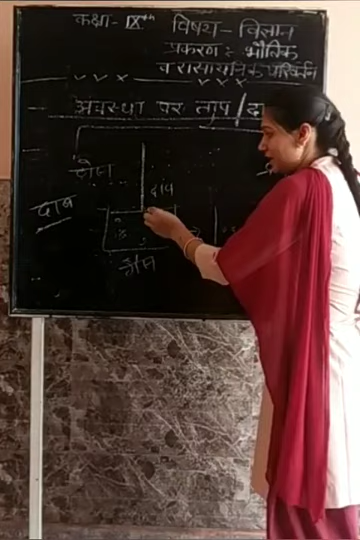 कक्षा- IXth विषय- विज्ञान
प्रकरण :- भौतिक
व रासायनिक परिवर्तन
अवस्था पर ताप/दा
दाब
दाब
गैस